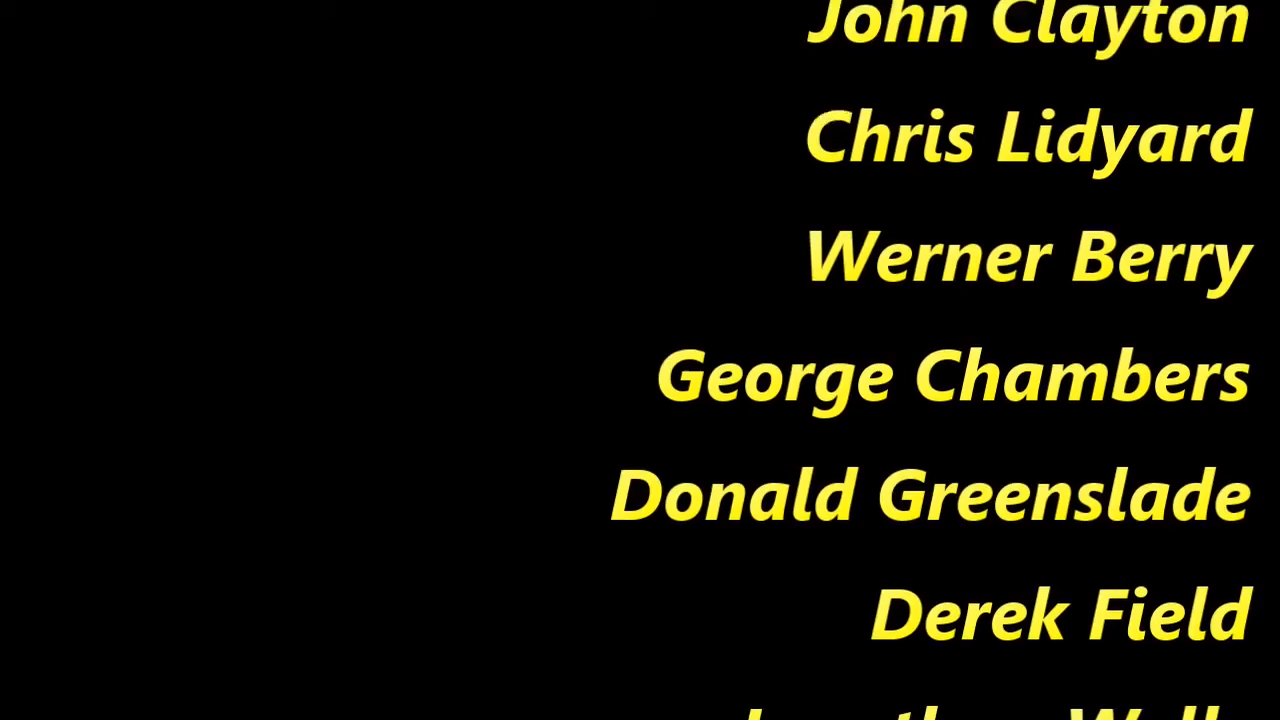 John Clayton
Chris Lidyard
Werner Berry
George Chambers
Donald Greenslade
Derek Field